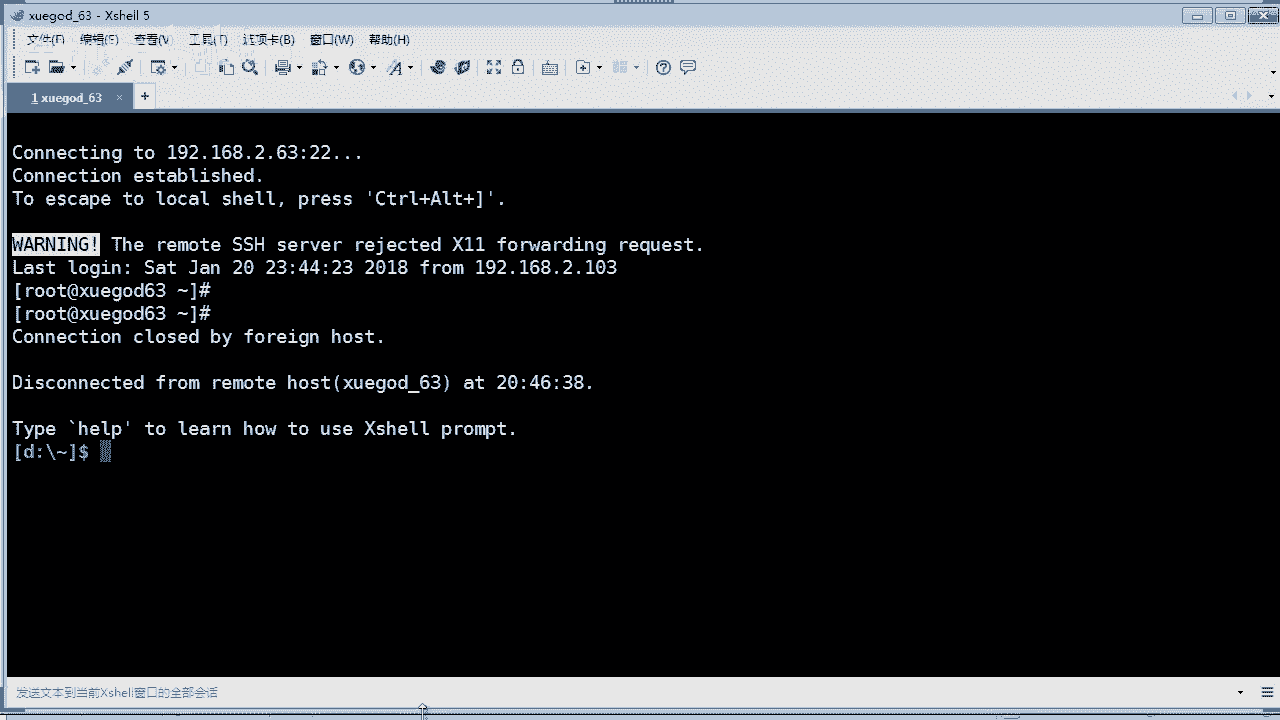 xuegod_63 - Xshell 5
文件(F) 编辑(E) 查看(V) 工具(T) 选项卡(B) 窗口(W) 帮助(H)
1 xuegod_63 × +
Connecting to 192.168.2.63:22...
Connection established.
To escape to local shell, press 'Ctrl+Alt+]'.
WARNING! The remote SSH server rejected X11 forwarding request.
Last login: Sat Jan 20 23:44:23 2018 from 192.168.2.103
[root@xuegod63 ~]#
[root@xuegod63 ~]#
Connection closed by foreign host.
Disconnected from remote host(xuegod_63) at 20:46:38.
Type `help' to learn how to use Xshell prompt.
[d:\~]$
发送文本到当前Xshell窗口的全部会话